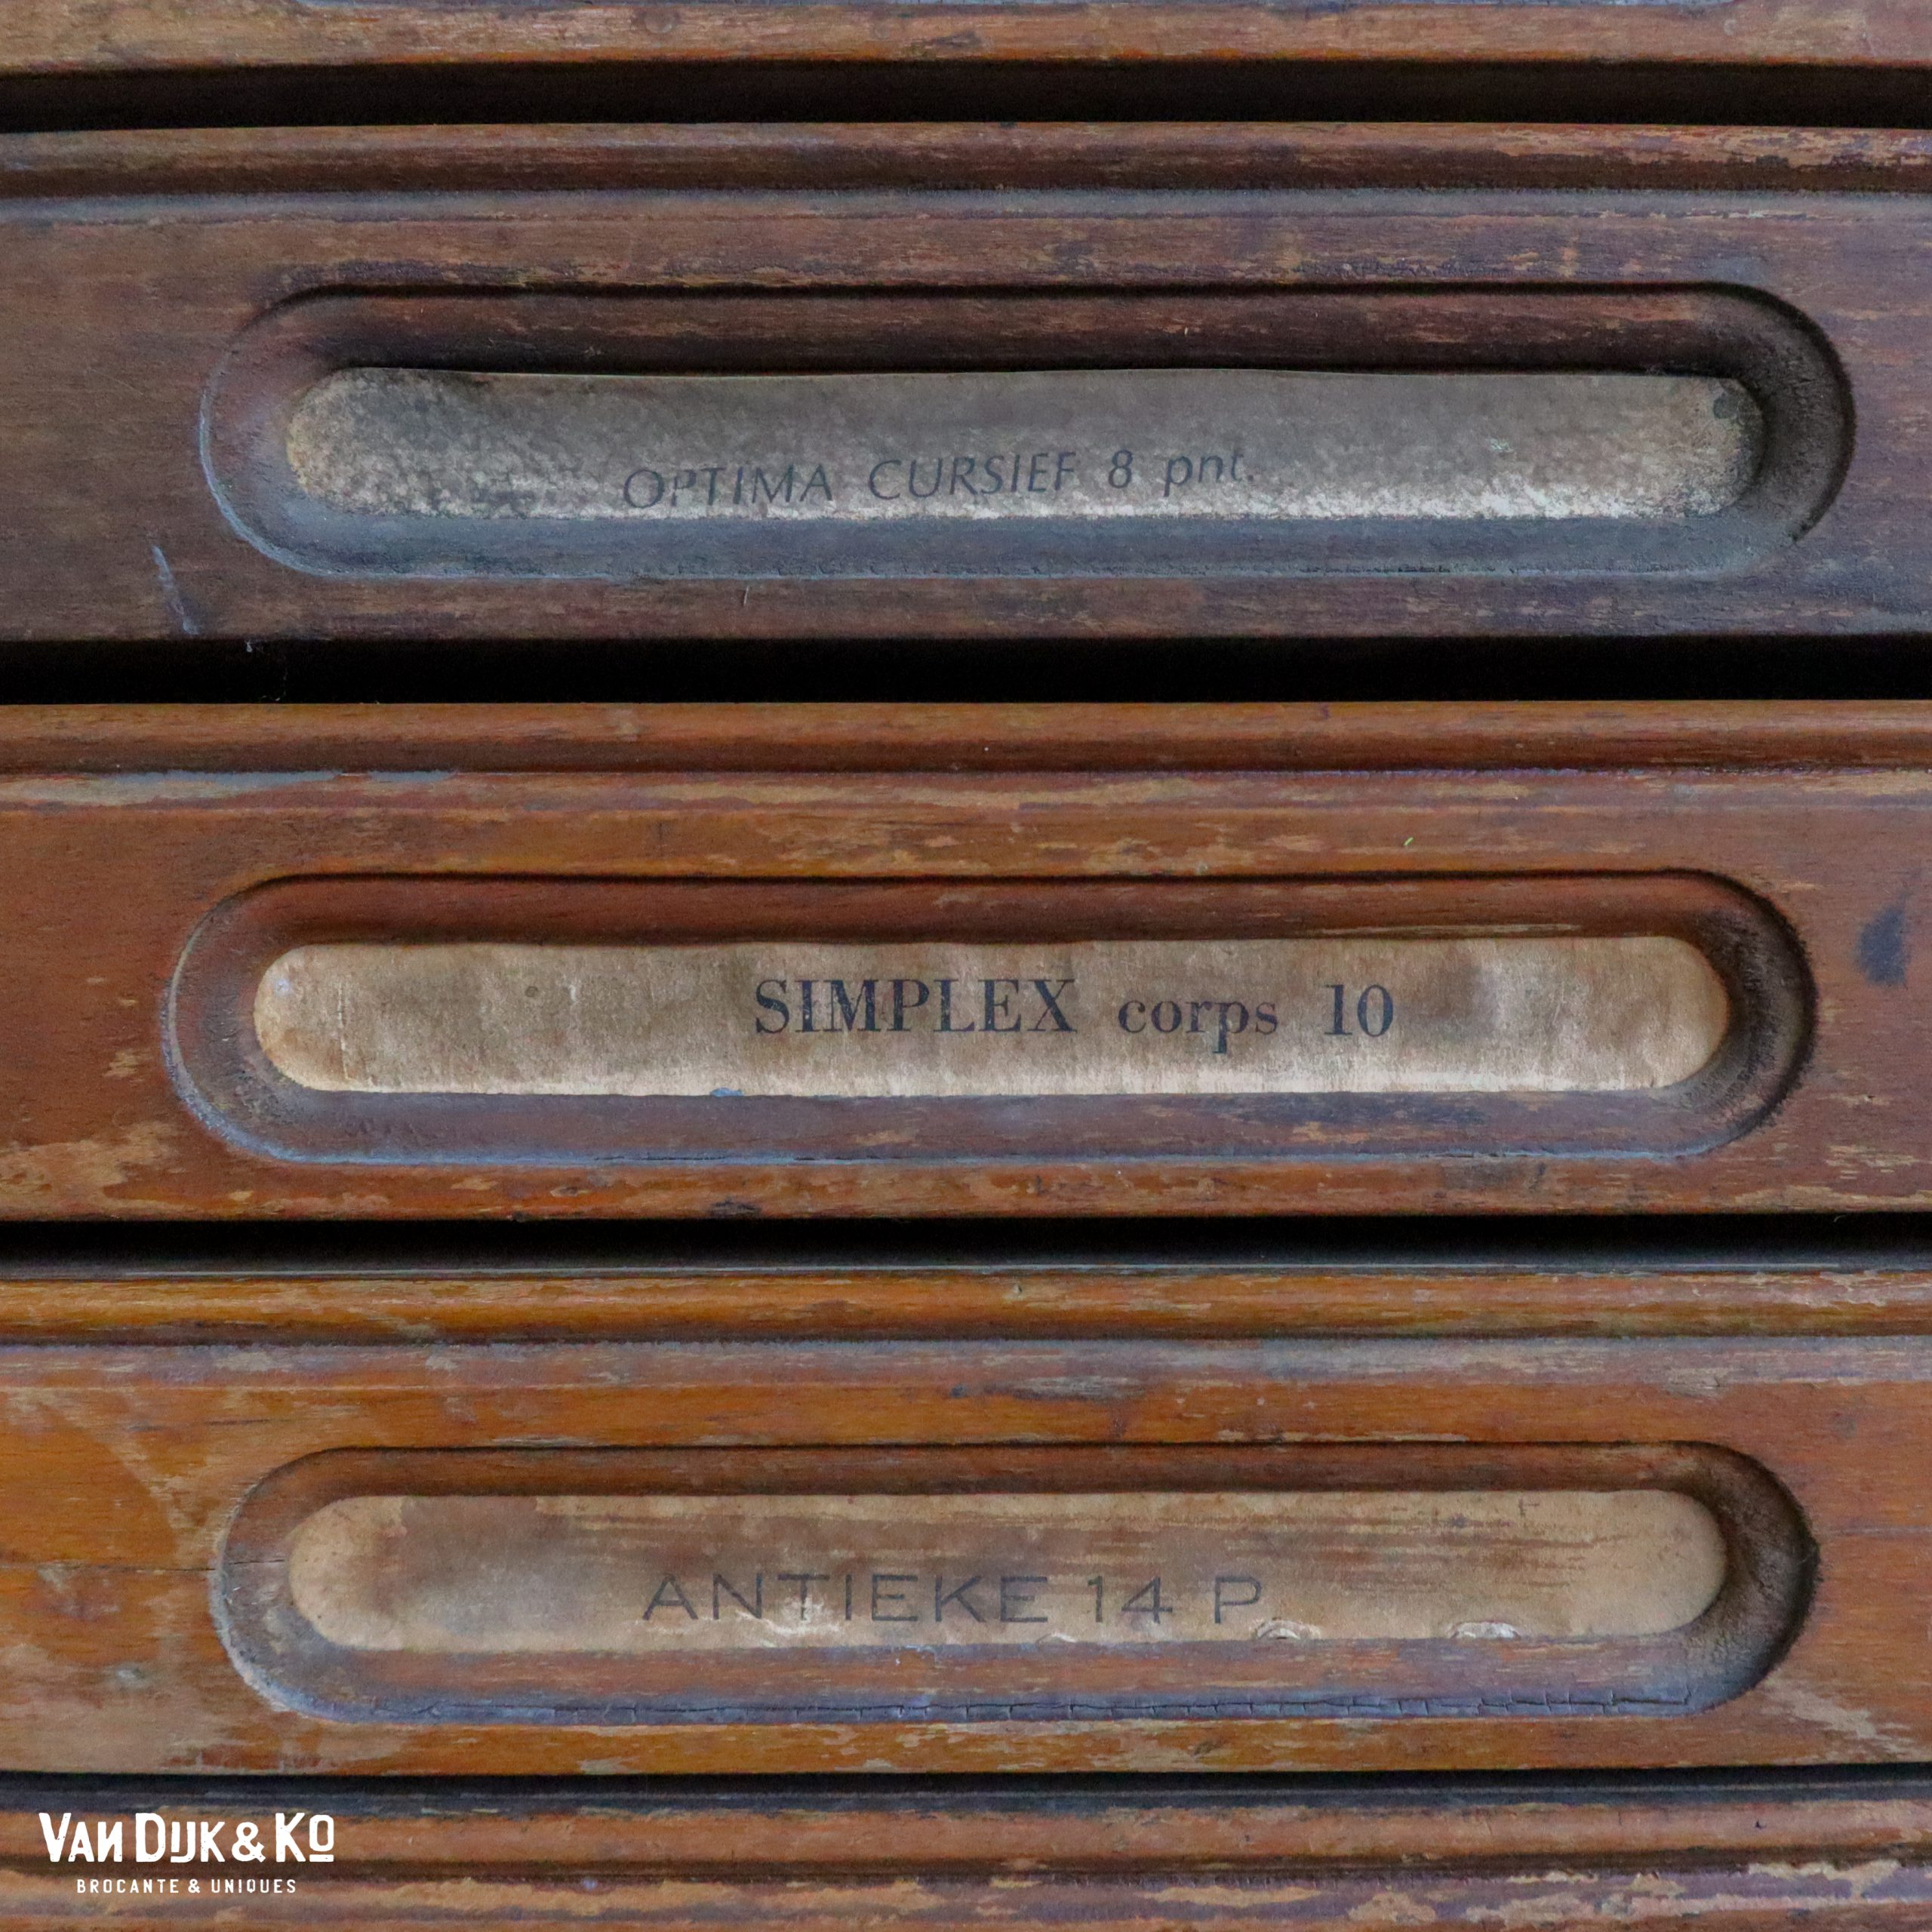 OPTIMA CURSIEF 8 pnt.
SIMPLEX corps 10
ANTIEKE 14 P
VAN DIJK & KO
BROCANTE & UNIQUES